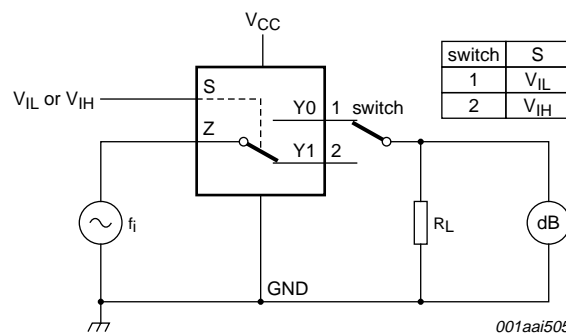 VCC
switch S
1 VIL
2 VIH
VIL or VIH
S
Y0 1 switch
Z
Y1 2
fi
RL
dB
GND
001aai505